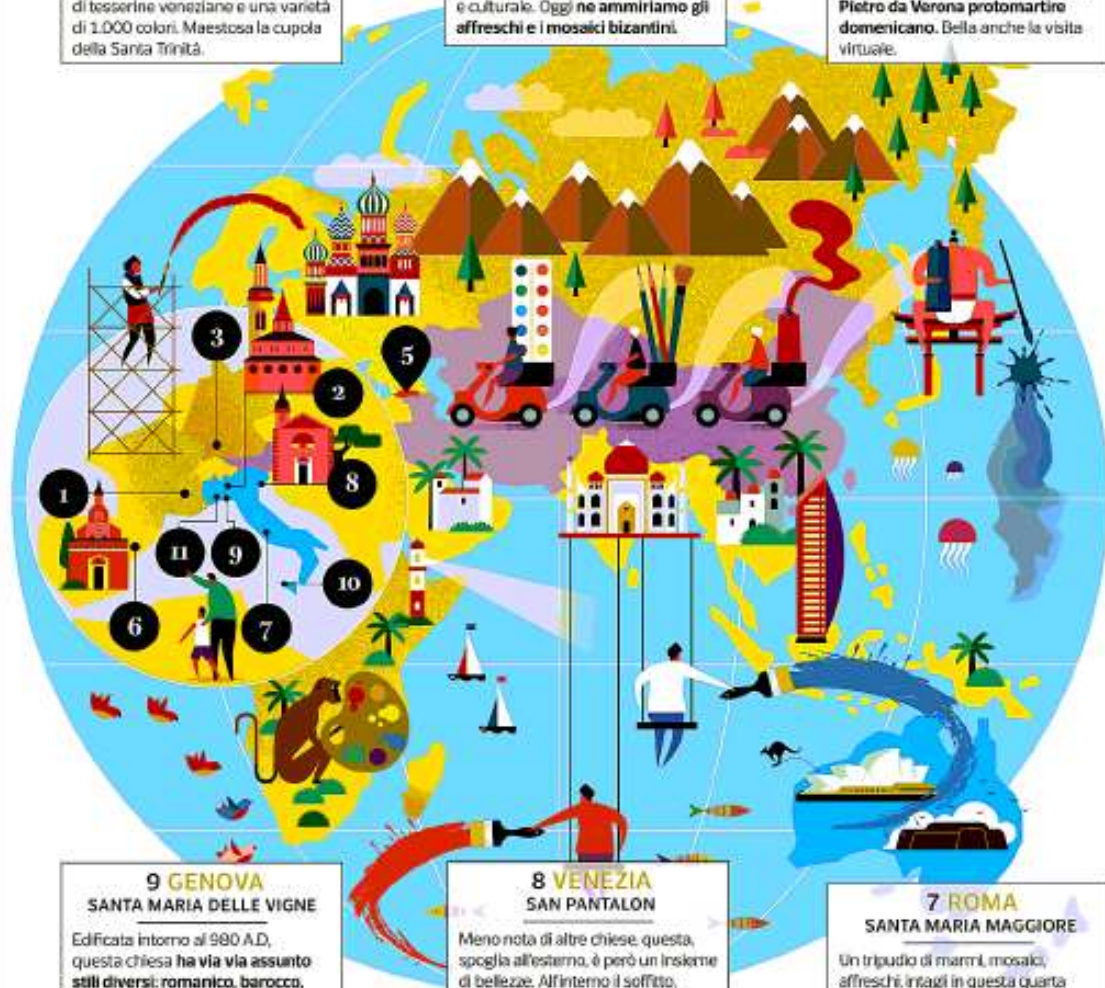 di tesserine veneziane e una varietà
di 1.000 colori. Maestosa la cupola
della Santa Trinità.
e culturale. Oggi ne ammiriamo gli
affreschi e i mosaici bizantini.
Pietro da Verona protomartire
domenicano. Bella anche la visita
virtuale.
3
5
2
1
8
11
9
10
6
7
9 GENOVA
SANTA MARIA DELLE VIGNE
Edificata intorno al 980 A.D,
questa chiesa ha via via assunto
stili diversi: romanico, barocco,
8 VENEZIA
SAN PANTALON
Meno nota di altre chiese, questa,
spoglia all'esterno, è però un insieme
di bellezze. All'interno il soffitto,
7 ROMA
SANTA MARIA MAGGIORE
Un tripudio di marmi, mosaici,
affreschi, intagli in questa quarta